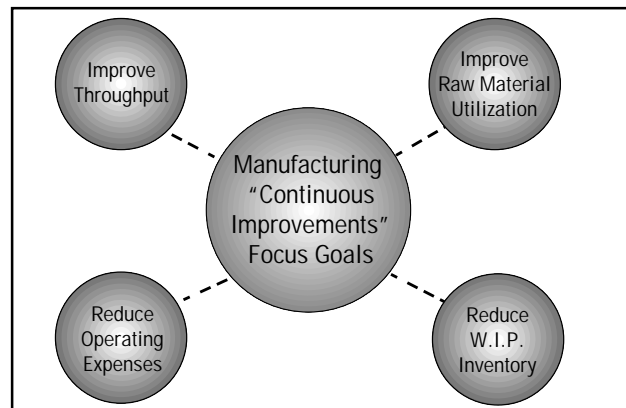 Improve
Throughput
Improve
Raw Material
Utilization
Manufacturing
“Continuous
Improvements”
Focus Goals
Reduce
Operating
Expenses
Reduce
W.I.P.
Inventory